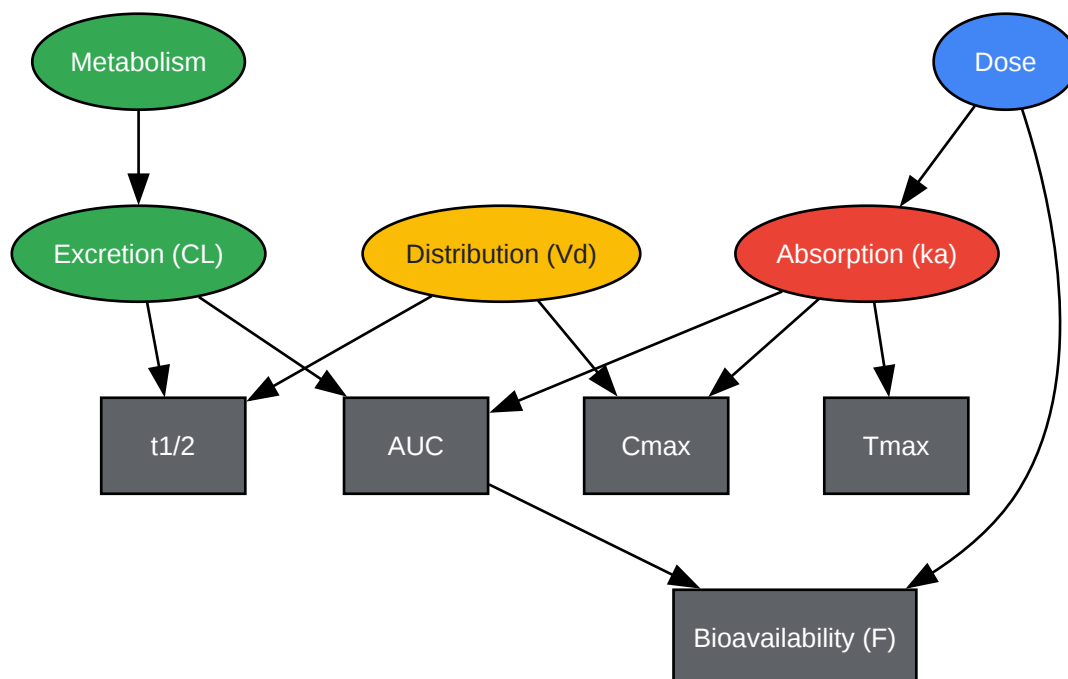 Metabolism
Dose
Excretion (CL)
Distribution (Vd)
Absorption (ka)
t1/2
AUC
Cmax
Tmax
Bioavailability (F)